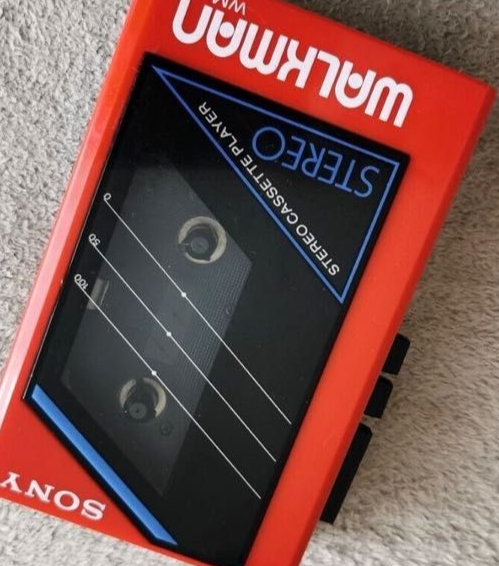 SONY
0
50
100
STEREO CASSETTE PLAYER
STEREO
WALKMAN
WM